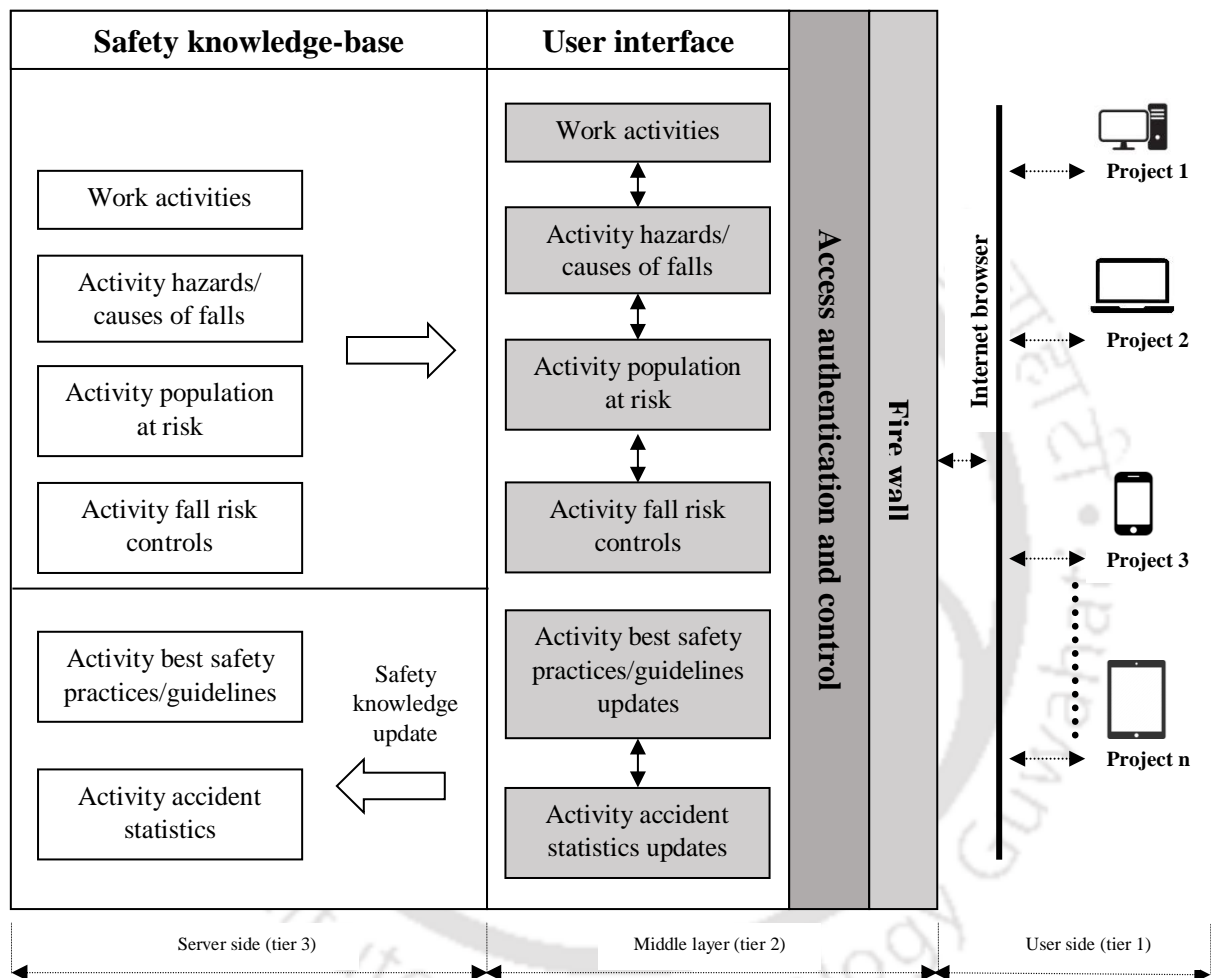 Safety knowledge-base
User interface
Work activities
Activity hazards/
causes of falls
Activity population
at risk
Activity fall risk
controls
Activity best safety
practices/guidelines
Activity accident
statistics
Safety
knowledge
update
Work activities
Activity hazards/
causes of falls
Activity population
at risk
Activity fall risk
controls
Activity best safety
practices/guidelines
updates
Activity accident
statistics updates
Access authentication and control
Fire wall
Internet browser
Project 1
Project 2
Project 3
Project n
Server side (tier 3)
Middle layer (tier 2)
User side (tier 1)